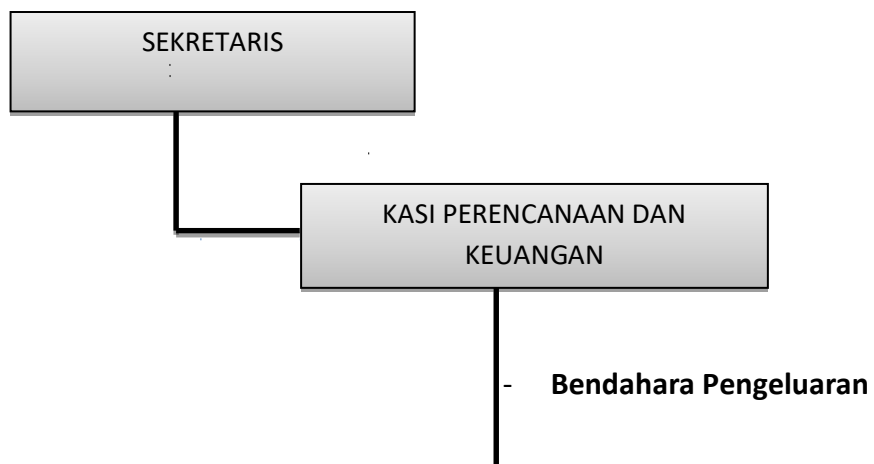 SEKRETARIS
KASI PERENCANAAN DAN
KEUANGAN
- Bendahara Pengeluaran